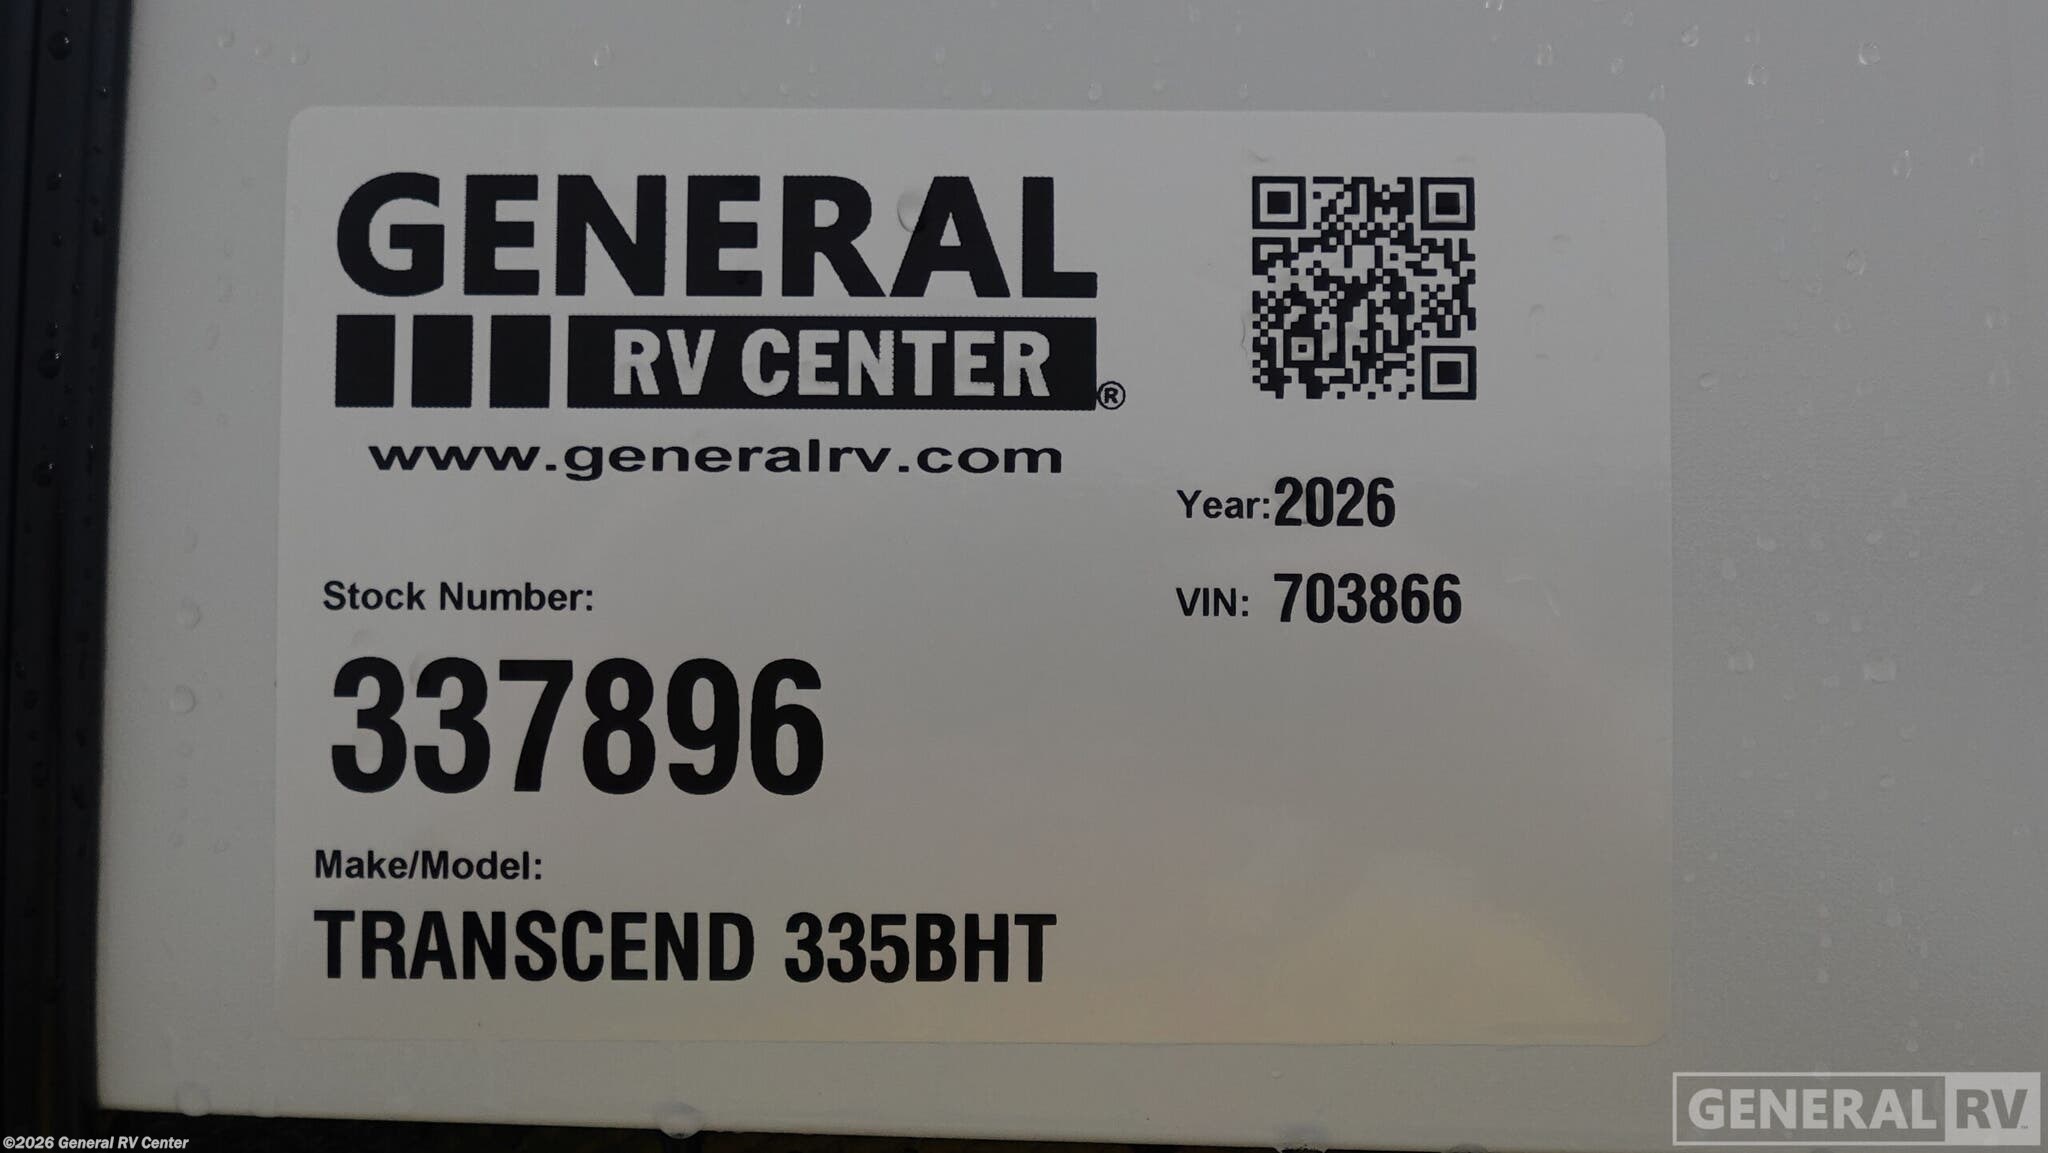 GENERAL
RV CENTER®
www.generalrv.com
Year: 2026
VIN: 703866
Stock Number:
337896
Make/Model:
TRANSCEND 335BHT
©2026 General RV Center
GENERAL RV™